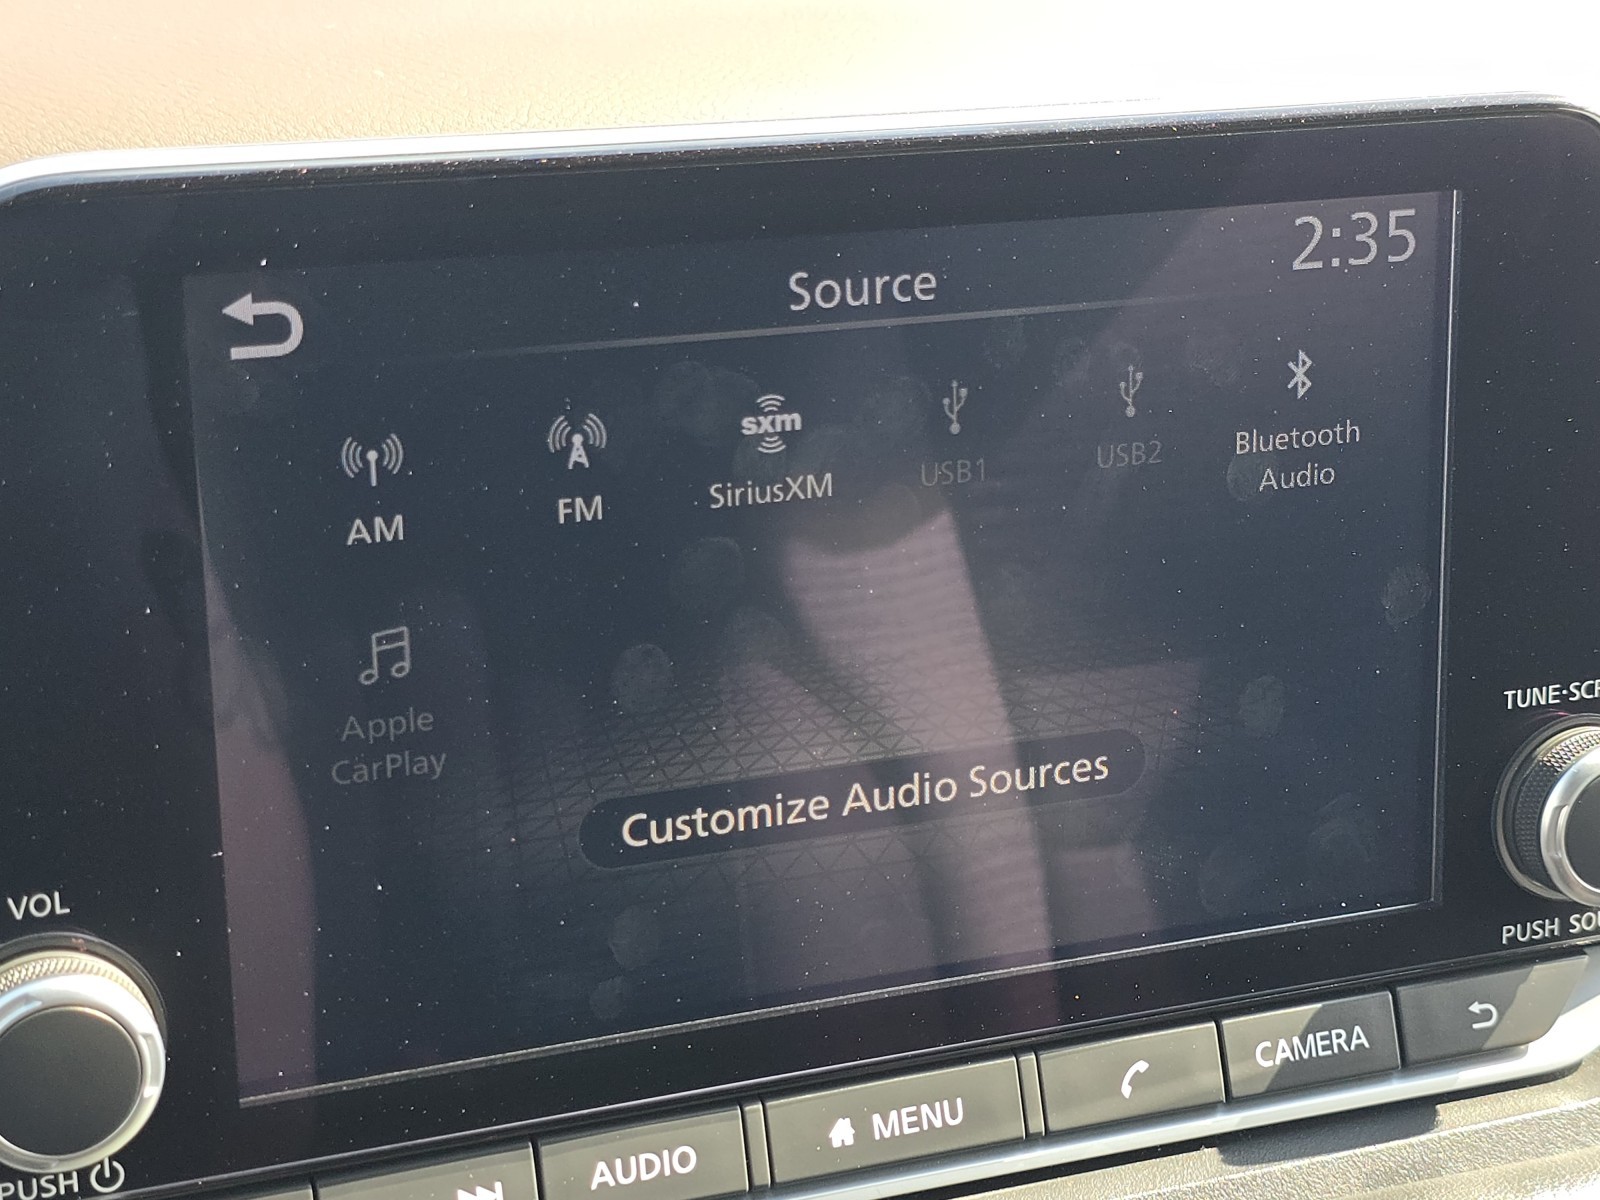 2:35
Source
AM
FM
sxm
SiriusXM
USB1
USB2
Bluetooth
Audio
Apple
CarPlay
Customize Audio Sources
VOL
PUSH
TUNE·SCR
PUSH SOU
AUDIO
MENU
CAMERA